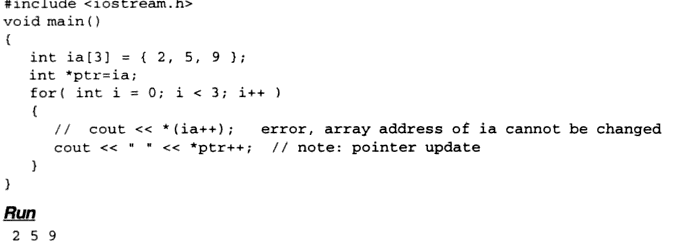 #include <iostream.h>
void main()
{
   int ia[3] = { 2, 5, 9 };
   int *ptr=ia;
   for( int i = 0; i < 3; i++ )
   {
      //  cout << *(ia++);   error, array address of ia cannot be changed
      cout << " " << *ptr++;  // note: pointer update
   }
}
Run
2 5 9